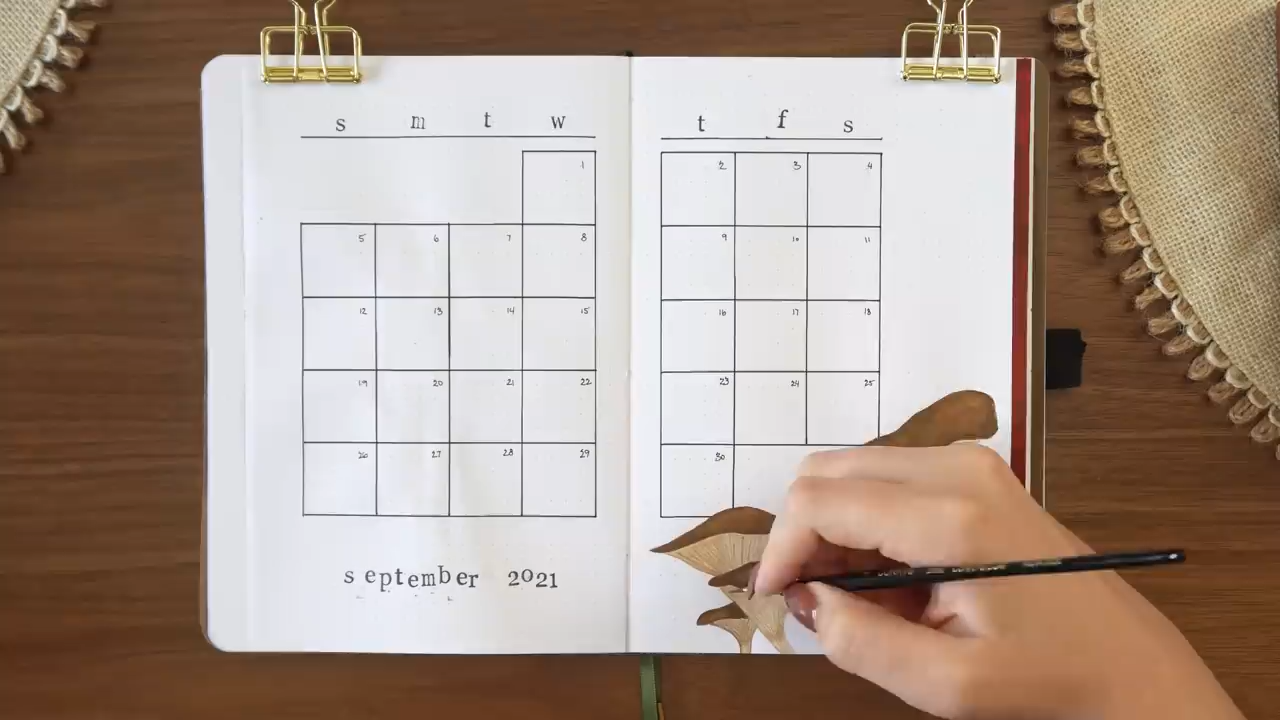 s m t w t f s
1 2 3 4
5 6 7 8 9 10 11
12 13 14 15 16 17 18
19 20 21 22 23 24 25
26 27 28 29 30
september 2021